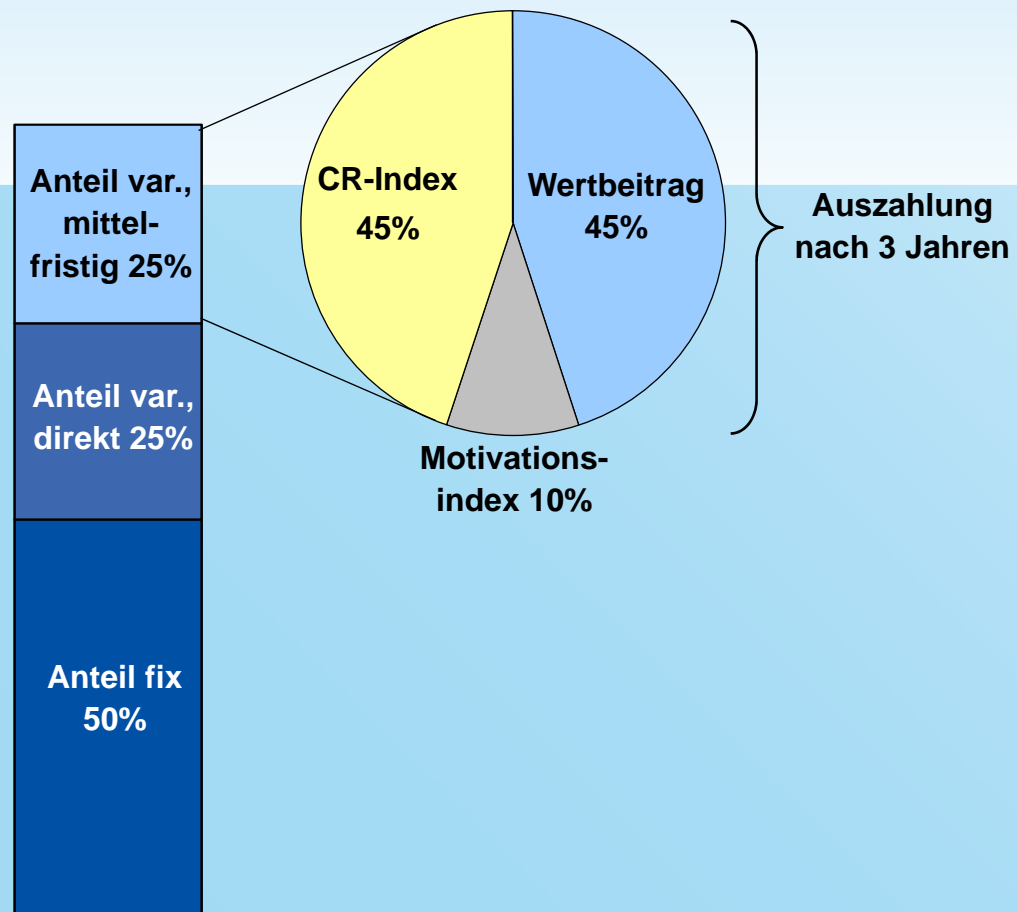 Anteil var.,
mittel-
fristig 25%
Anteil var.,
direkt 25%
Anteil fix
50%
CR-Index
45%
Wertbeitrag
45%
Motivations-
index 10%
Auszahlung
nach 3 Jahren